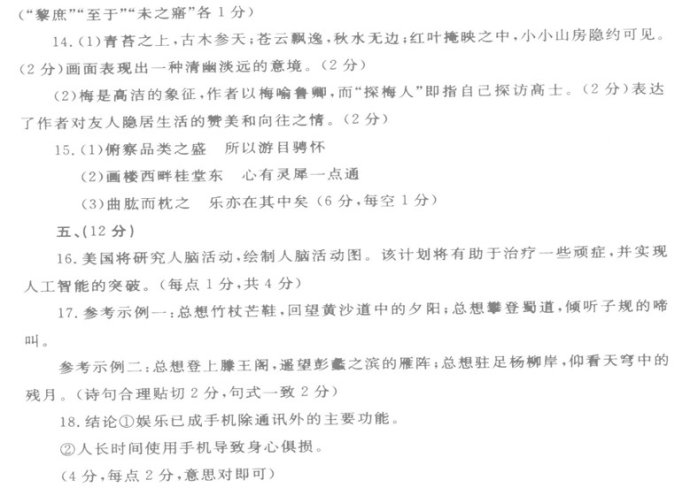 (“黎庶”“至于”“未之寤”各1分)
14.(1)青苔之上,古木参天;苍云飘逸,秋水无边;红叶掩映之中,小小山房隐约可见。
(2分)画面表现出一种清幽淡远的意境。(2分)
(2)梅是高洁的象征,作者以梅喻鲁卿,而“探梅人”即指自己探访高士。(2分)表达
了作者对友人隐居生活的赞美和向往之情。(2分)
15.(1)俯察品类之盛 所以游目骋怀
(2)画楼西畔桂堂东 心有灵犀一点通
(3)曲肱而枕之 乐亦在其中矣(6分,每空1分)
五、(12分)
16.美国将研究人脑活动,绘制人脑活动图。该计划将有助于治疗一些顽症,并实现
人工智能的突破。(每点1分,共4分)
17.参考示例一:总想竹杖芒鞋,回望黄沙道中的夕阳;总想攀登蜀道,倾听子规的啼
叫。
参考示例二:总想登上滕王阁,遥望彭蠡之滨的雁阵;总想驻足杨柳岸,仰看天穹中的
残月。(诗句合理贴切2分,句式一致2分)
18.结论①娱乐已成手机除通讯外的主要功能。
②人长时间使用手机导致身心俱损。
(4分,每点2分,意思对即可)